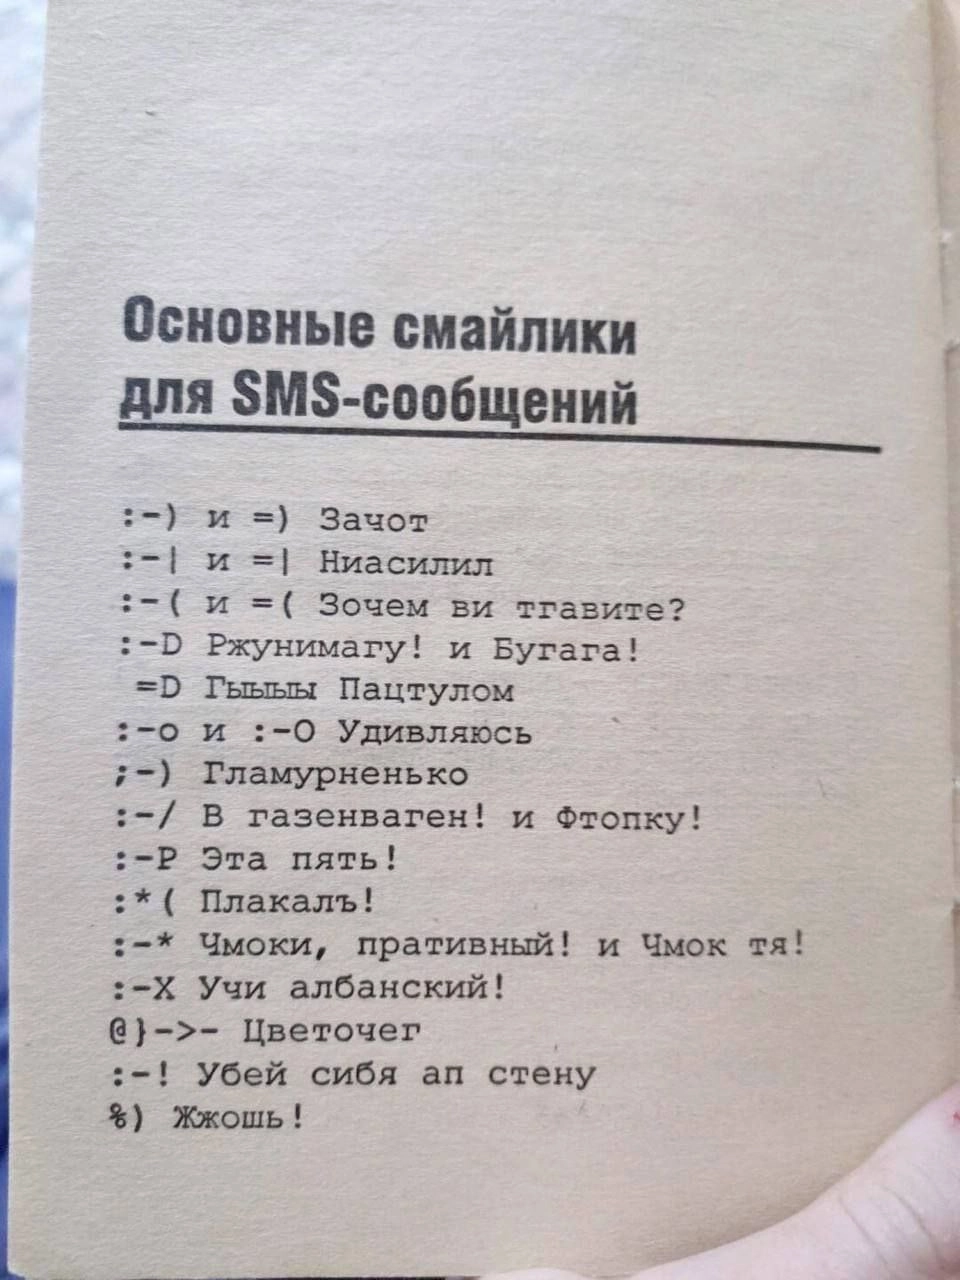 Основные смайлики
для SMS-сообщений
:-) и =) Зачот
:-| и =| Ниасилил
:-( и =( Зочем ви тгавите?
:-D Ржунимагу! и Бугага!
=D Гыыыы Пацтулом
:-о и :-О Удивляюсь
;-) Гламурненько
:-/ В газенваген! и Фтопку!
:-P Эта пять!
:*( Плакалъ!
:-* Чмоки, пративный! и Чмок тя!
:-X Учи албанский!
@}->- Цветочег
:-! Убей сибя ап стену
%) Жжошь!